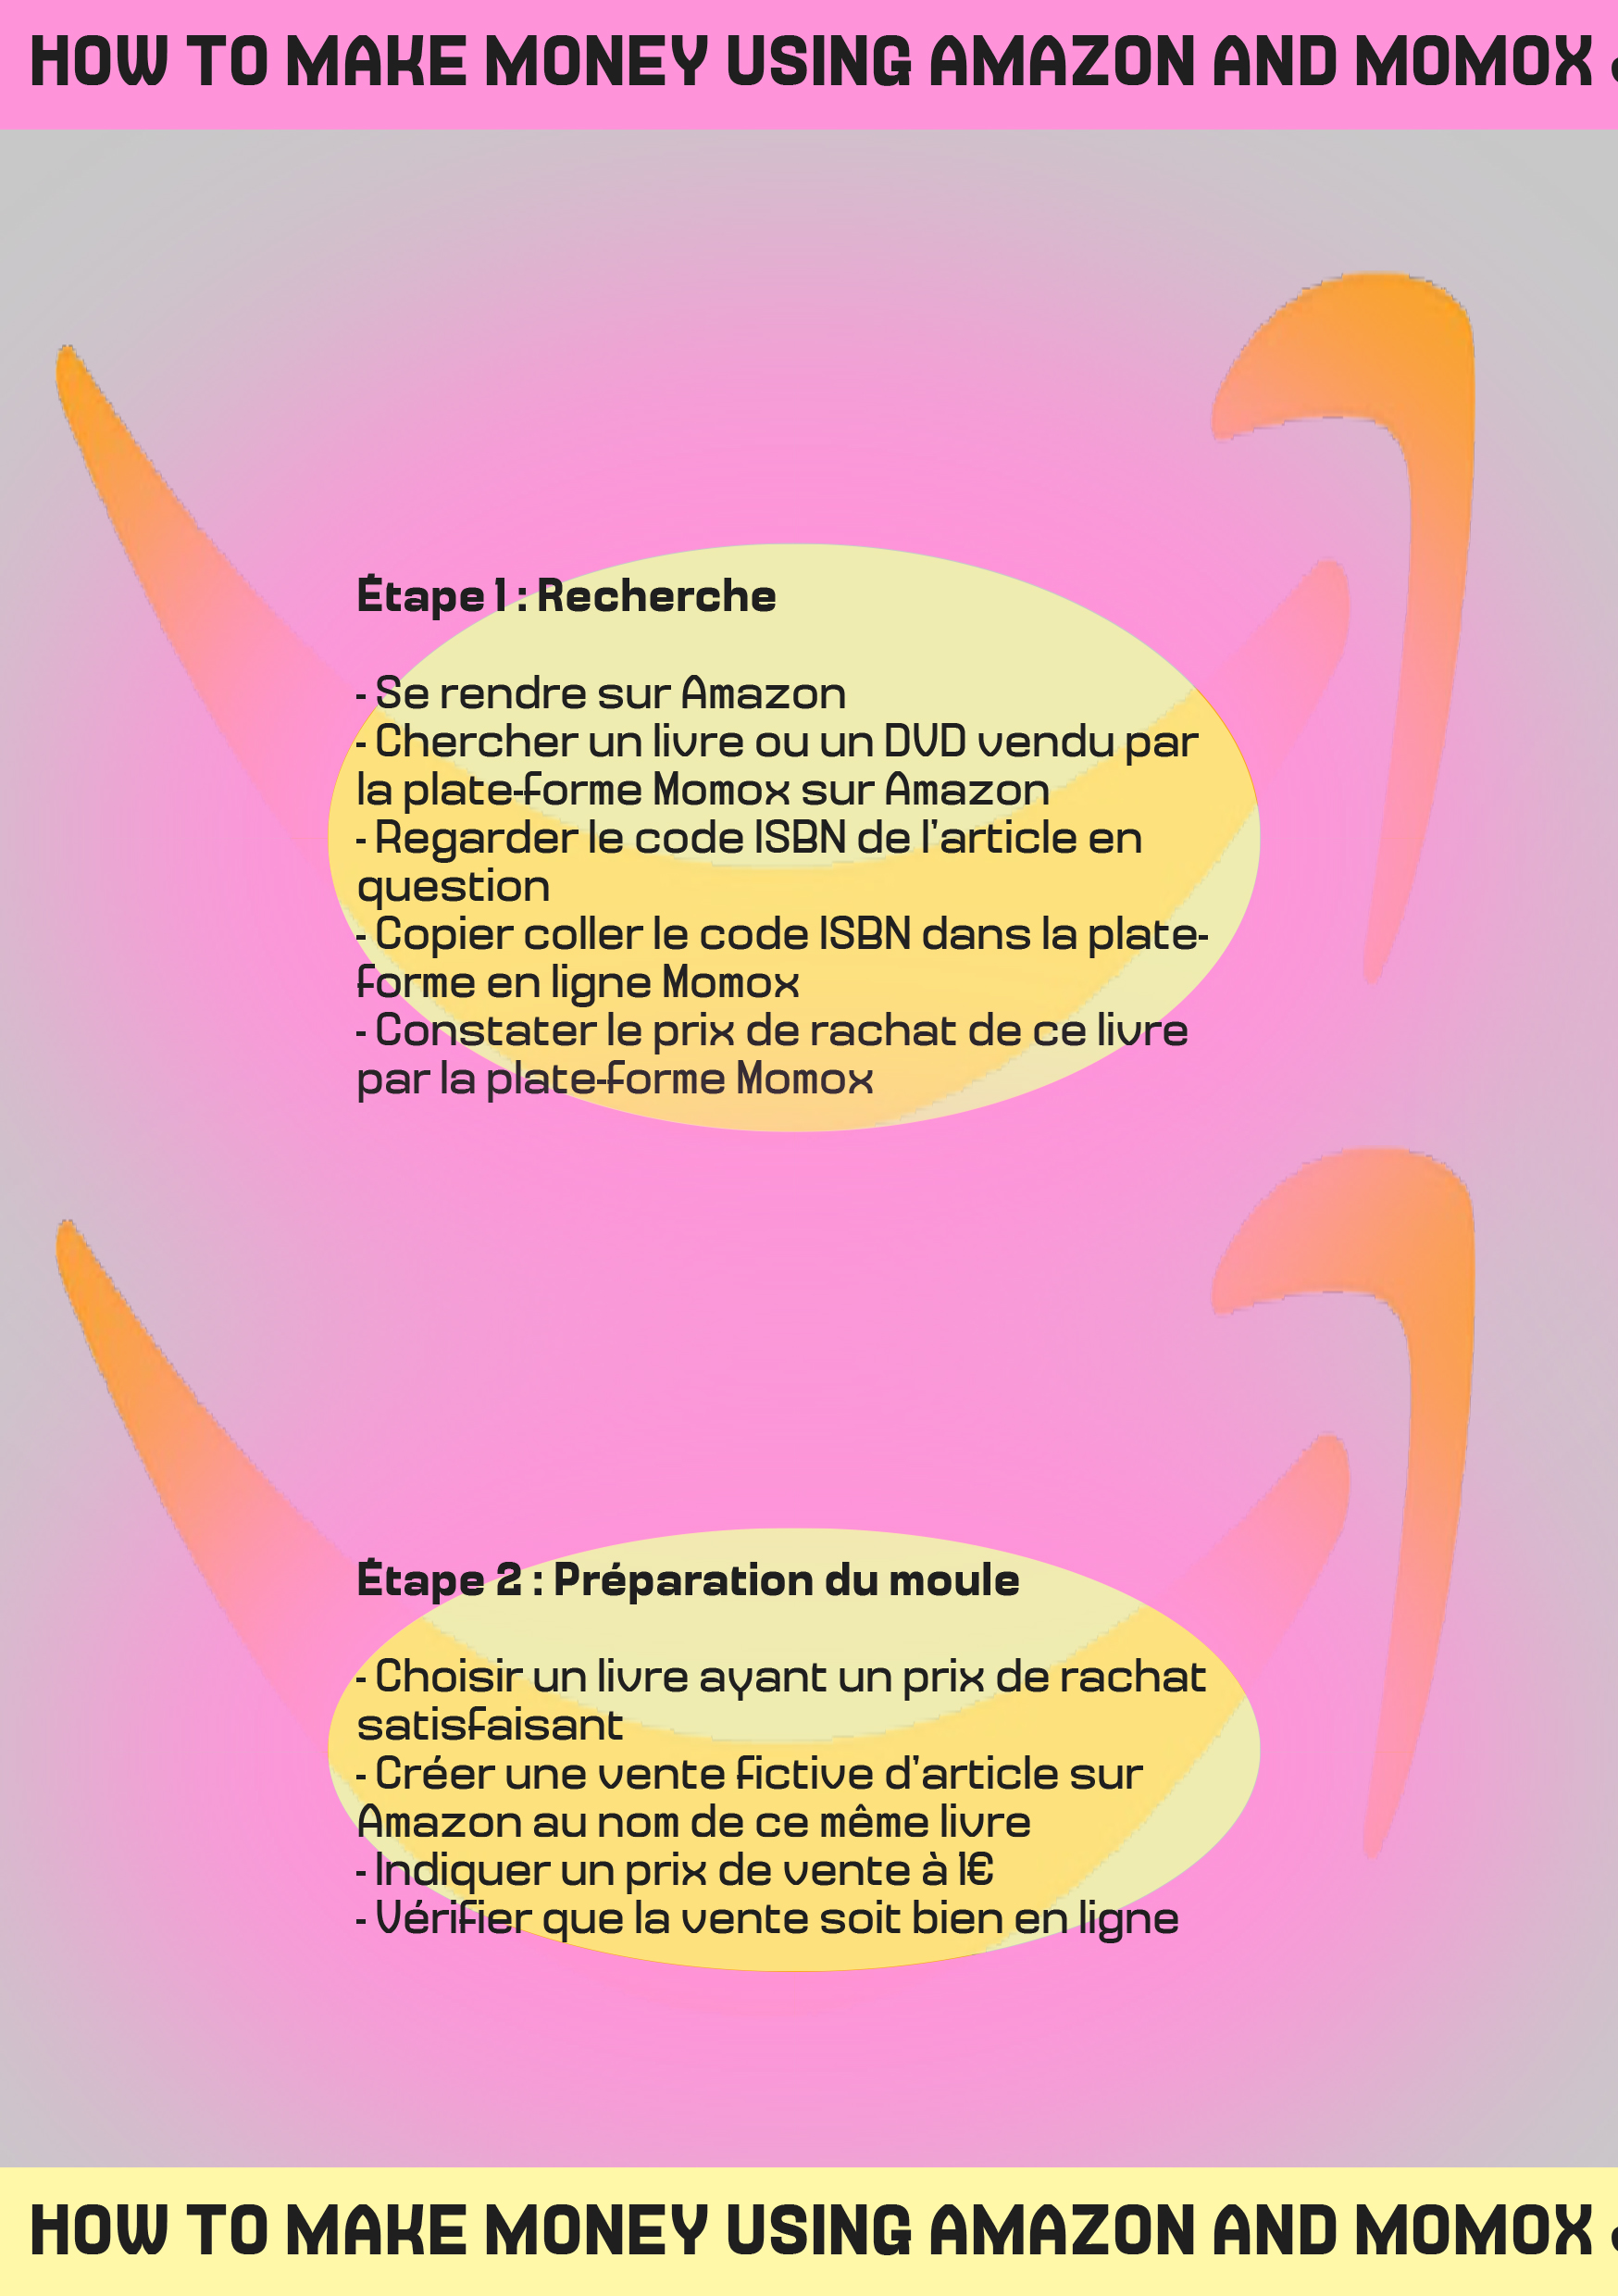 HOW TO MAKE MONEY USING AMAZON AND MOMOX
Étape 1 : Recherche
- Se rendre sur Amazon
- Chercher un livre ou un DVD vendu par
la plate-forme Momox sur Amazon
- Regarder le code ISBN de l'article en
question
- Copier coller le code ISBN dans la plate-
forme en ligne Momox
- Constater le prix de rachat de ce livre
par la plate-forme Momox
Étape 2 : Préparation du moule
- Choisir un livre ayant un prix de rachat
satisfaisant
- Créer une vente fictive d'article sur
Amazon au nom de ce même livre
- Indiquer un prix de vente à 1€
- Vérifier que la vente soit bien en ligne
HOW TO MAKE MONEY USING AMAZON AND MOMOX